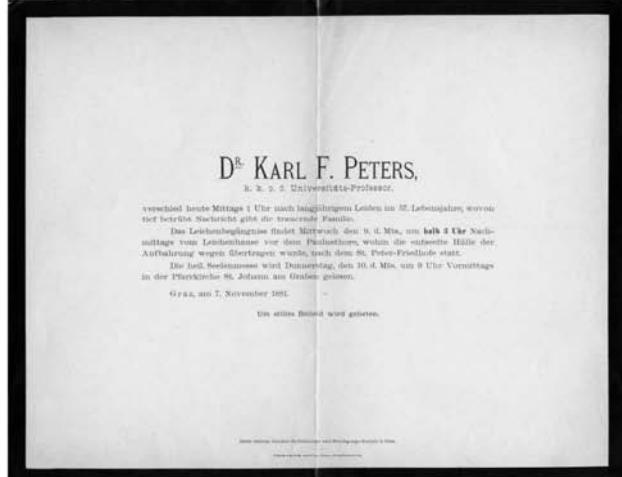 DR. KARL F. PETERS,
k. k. o. ö. Universitäts-Professor,
verschied heute Mittags 1 Uhr nach langjährigem Leiden im 57. Lebensjahre, wovon
tief betrübt Nachricht gibt die trauernde Familie.
Das Leichenbegängniss findet Mittwoch den 9. d. Mts., um halb 3 Uhr Nach-
mittags vom Leichenhause vor dem Paulusthore, wohin die entseelte Hülle der
Aufbahrung wegen übertragen wurde, nach dem St. Peter-Friedhofe statt.
Die heil. Seelenmesse wird Donnerstag, den 10. d. Mts. um 9 Uhr Vormittags
in der Pfarrkirche St. Johann am Graben gelesen.
Graz, am 7. November 1881.
Um stilles Beileid wird gebeten.